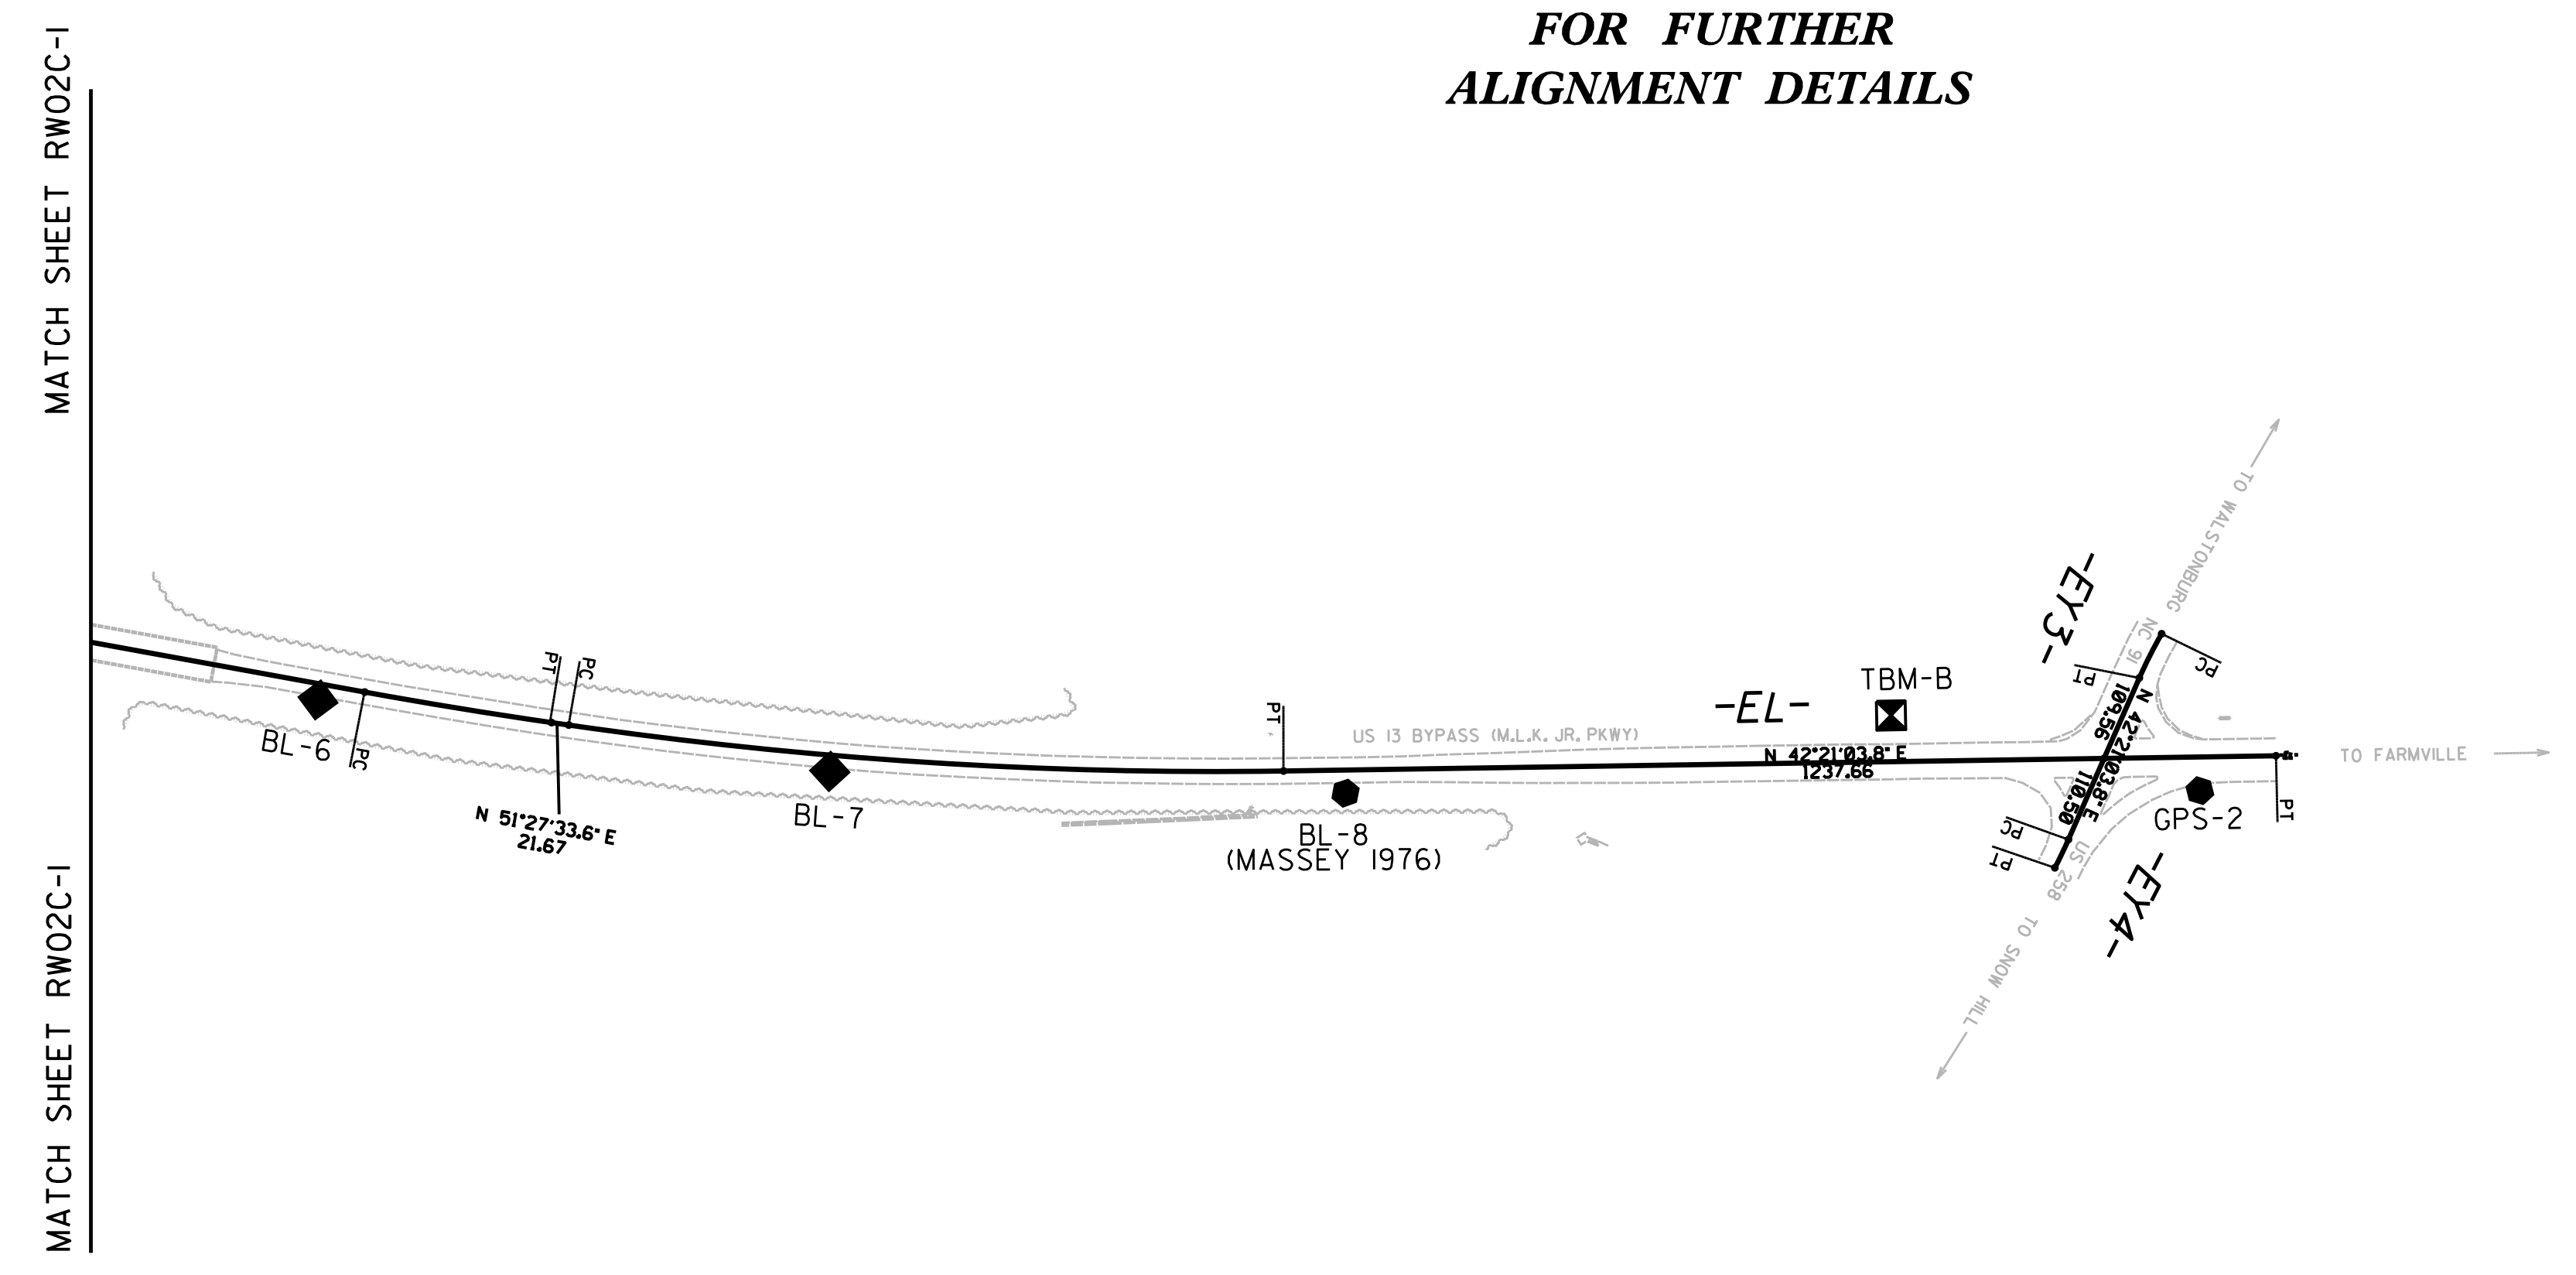 FOR FURTHER
ALIGNMENT DETAILS
MATCH SHEET RW02C-1
MATCH SHEET RW02C-1
BL-6
PC
PT
PC
N 51°27'33.6" E
21.67
BL-7
PT
BL-8
(MASSEY 1976)
US 13 BYPASS (M.L.K. JR. PKWY)
-EL-
TBM-B
N 42°21'03.8" E
1237.66
-EY3-
NC 91
TO WALSTONBURG
PC
PT
109.56
N 42°21'03.8" E
110.50
PC
PT
US 258
TO SNOW HILL
-EY4-
GPS-2
PT
TO FARMVILLE